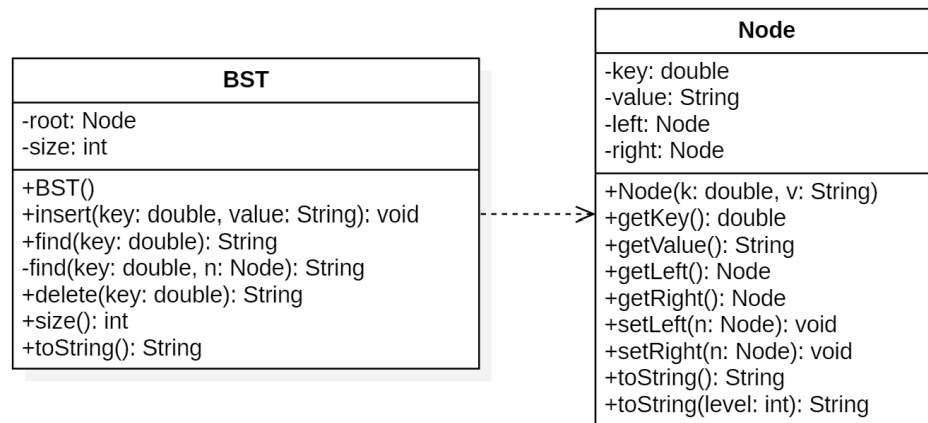 BST
-root: Node
-size: int
+BST()
+insert(key: double, value: String): void
+find(key: double): String
-find(key: double, n: Node): String
+delete(key: double): String
+size(): int
+toString(): String
Node
-key: double
-value: String
-left: Node
-right: Node
+Node(k: double, v: String)
+getKey(): double
+getValue(): String
+getLeft(): Node
+getRight(): Node
+setLeft(n: Node): void
+setRight(n: Node): void
+toString(): String
+toString(level: int): String